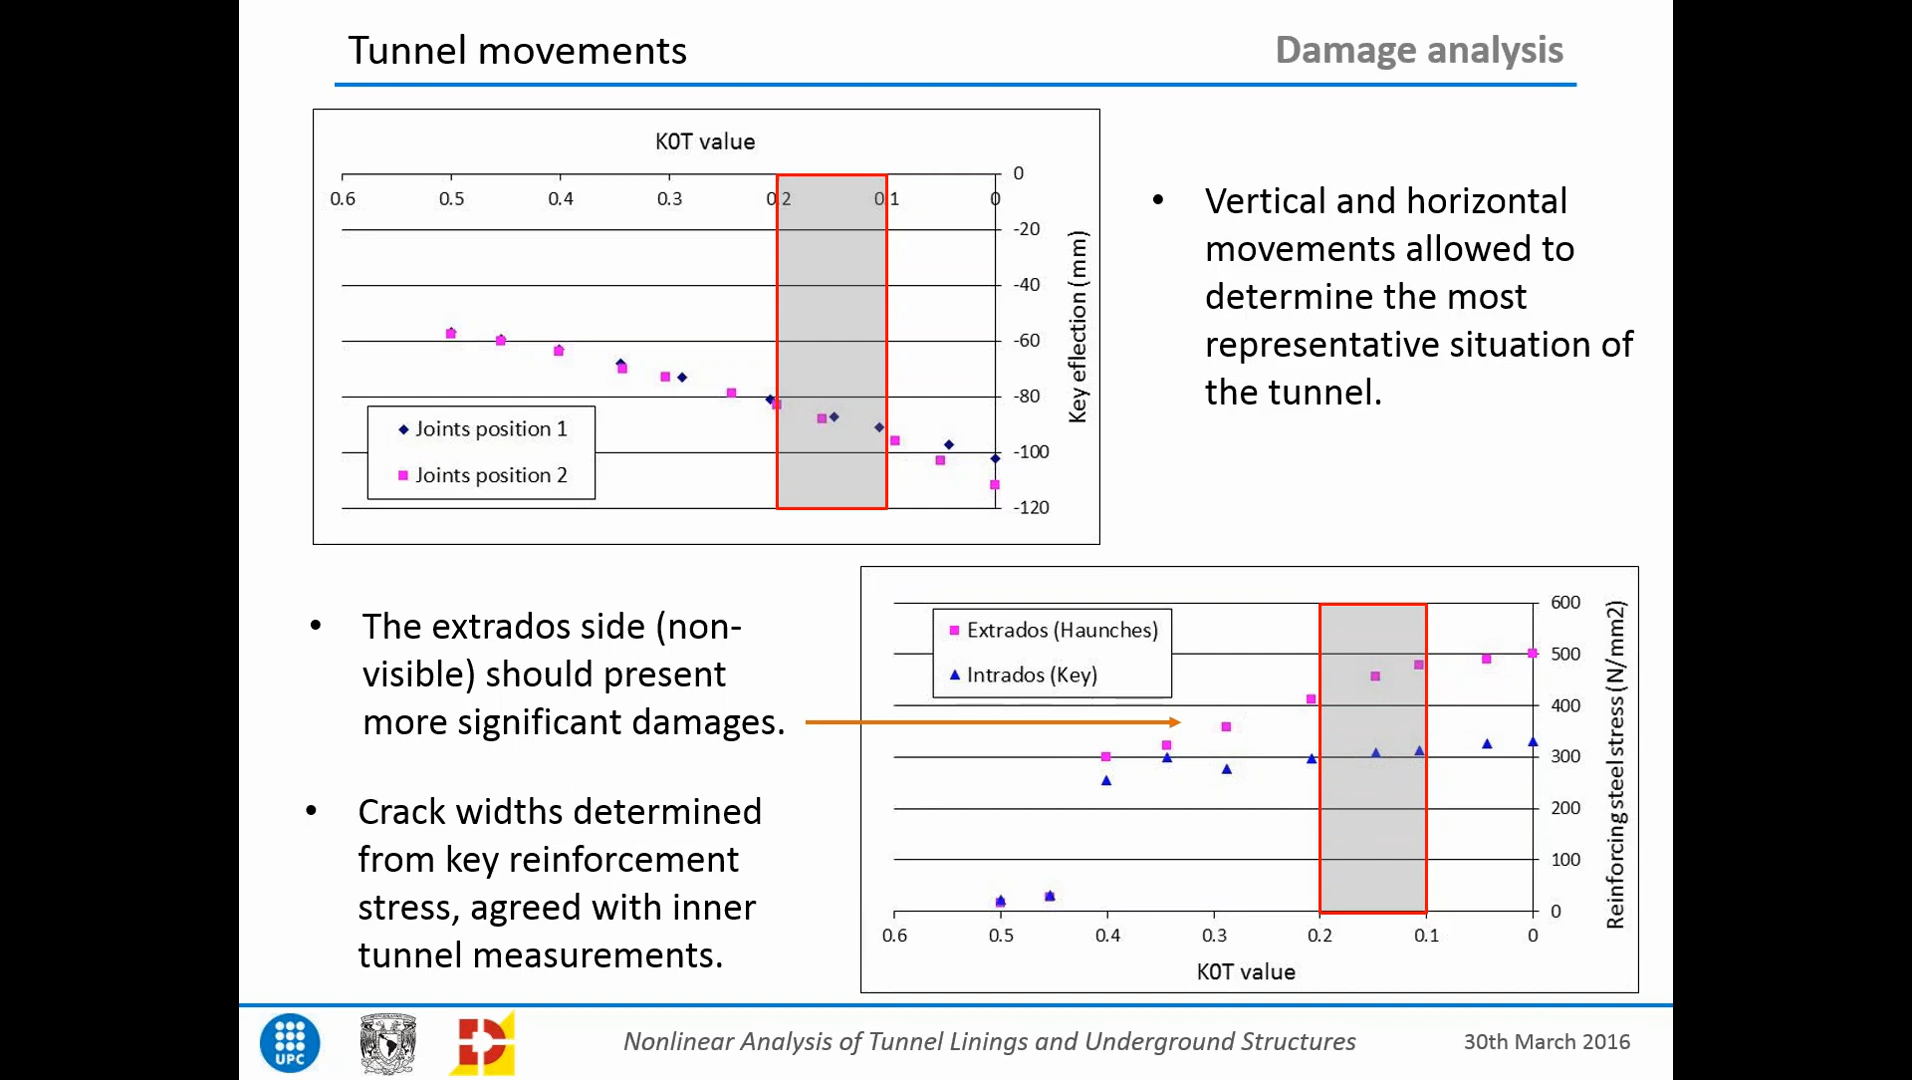 Tunnel movements
Damage analysis
K0T value
0.6 0.5 0.4 0.3 0.2 0.1 0
0
-20
-40
-60
-80
-100
-120
Key eflection (mm)
Joints position 1
Joints position 2
• Vertical and horizontal
movements allowed to
determine the most
representative situation of
the tunnel.
• The extrados side (non-
visible) should present
more significant damages.
• Crack widths determined
from key reinforcement
stress, agreed with inner
tunnel measurements.
Extrados (Haunches)
Intrados (Key)
600
500
400
300
200
100
0
Reinforcing steel stress (N/mm2)
0.6 0.5 0.4 0.3 0.2 0.1 0
K0T value
UPC
Nonlinear Analysis of Tunnel Linings and Underground Structures
30th March 2016